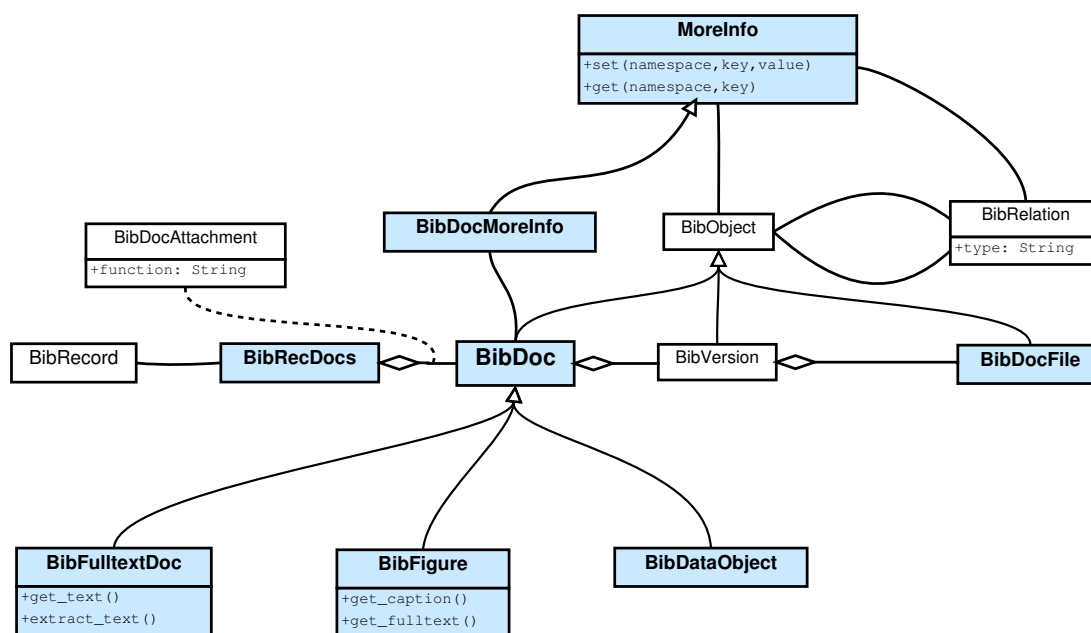 MoreInfo
+set(namespace,key,value)
+get(namespace,key)
BibDocMoreInfo
BibObject
BibRelation
+type: String
BibDocAttachment
+function: String
BibRecord
BibRecDocs
BibDoc
BibVersion
BibDocFile
BibFulltextDoc
+get_text()
+extract_text()
BibFigure
+get_caption()
+get_fulltext()
BibDataObject